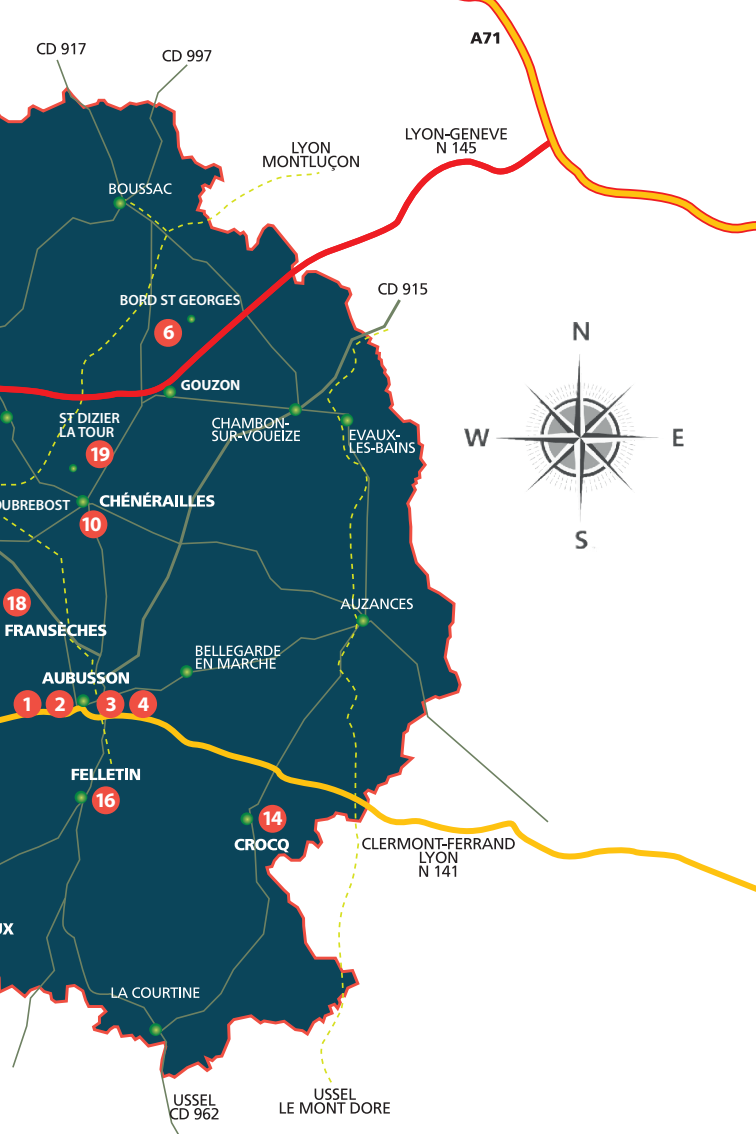 A71
CD 917
CD 997
LYON-GENEVE
N 145
LYON
MONTLUÇON
BOUSSAC
CD 915
BORD ST GEORGES
6
N
GOUZON
ST DIZIER
LA TOUR
19
CHAMBON-
SUR-VOUEIZE
EVAUX-
LES-BAINS
W
E
OUBREBOST
CHÉNÉRAILLES
10
S
18
FRANSÈCHES
AUZANCES
BELLEGARDE
EN MARCHE
AUBUSSON
1
2
3
4
FELLETIN
16
14
CROCQ
CLERMONT-FERRAND
LYON
N 141
UX
LA COURTINE
USSEL
CD 962
USSEL
LE MONT DORE